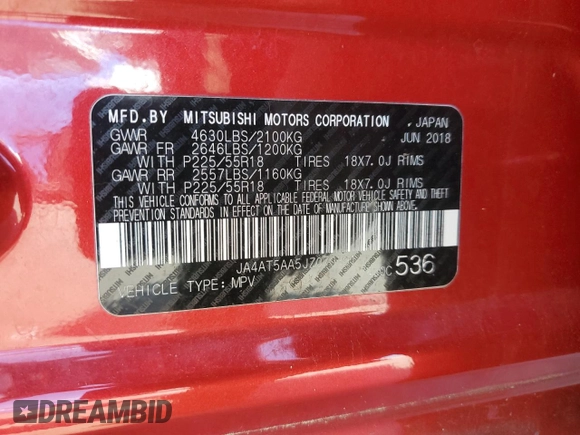 MFD.BY MITSUBISHI MOTORS CORPORATION , JAPAN
GVWR 4630LBS/2100KG - JUN 2018
GAWR FR 2646LBS/1200KG
WITH P225/55R18 TIRES 18X7.0J RIMS
GAWR RR 2557LBS/1160KG
WITH P225/55R18 TIRES 18X7.0J RIMS
THIS VEHICLE CONFORMS TO ALL APPLICABLE FEDERAL MOTOR VEHICLE SAFETY AND THEFT
PREVENTION STANDARDS IN EFFECT ON THE DATE OF MANUFACTURE SHOWN ABOVE.
JA4AT5AA5JZ
C 536
VEHICLE TYPE: MPV
DREAMBID